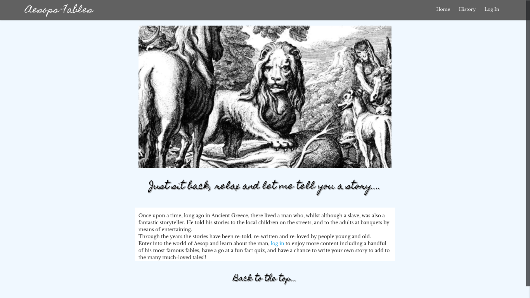 Aesops Fables
Home History Log In
Just sit back, relax and let me tell you a story....
Once upon a time, long ago in Ancient Greece, there lived a man who, whilst although a slave, was also a
fantastic storyteller. He told his stories to the local children on the streets, and to the adults at banquets by
means of entertaining.
Through the years the stories have been re-told, re-written and re-loved by people young and old.
Enter into the world of Aesop and learn about the man, log in to enjoy more content including a handful
of his most famous fables, have a go at a fun fact quiz, and have a chance to write your own story to add to
the many much-loved tales!!
Back to the top...